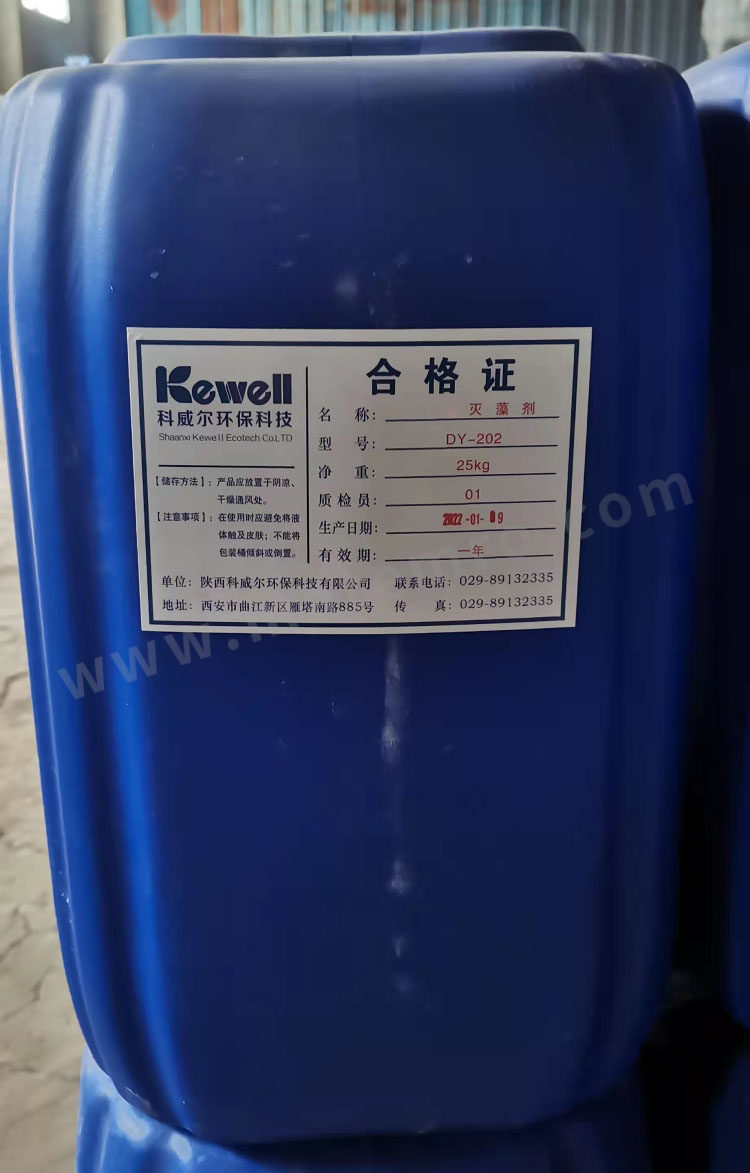 Kewell
科威尔环保科技
Shaanxi Kewell Ecotech Co.LTD
【储存方法】：产品应放置于阴凉、
干燥通风处。
【注意事项】：在使用时应避免将液
体触及皮肤；不能将
包装桶倾斜或倒置。
合格证
名 称：灭藻剂
型 号：DY-202
净 重：25kg
质检员：01
生产日期：2022-01-09
有效期：一年
单位：陕西科威尔环保科技有限公司 联系电话：029-89132335
地址：西安市曲江新区雁塔南路885号 传 真：029-89132335